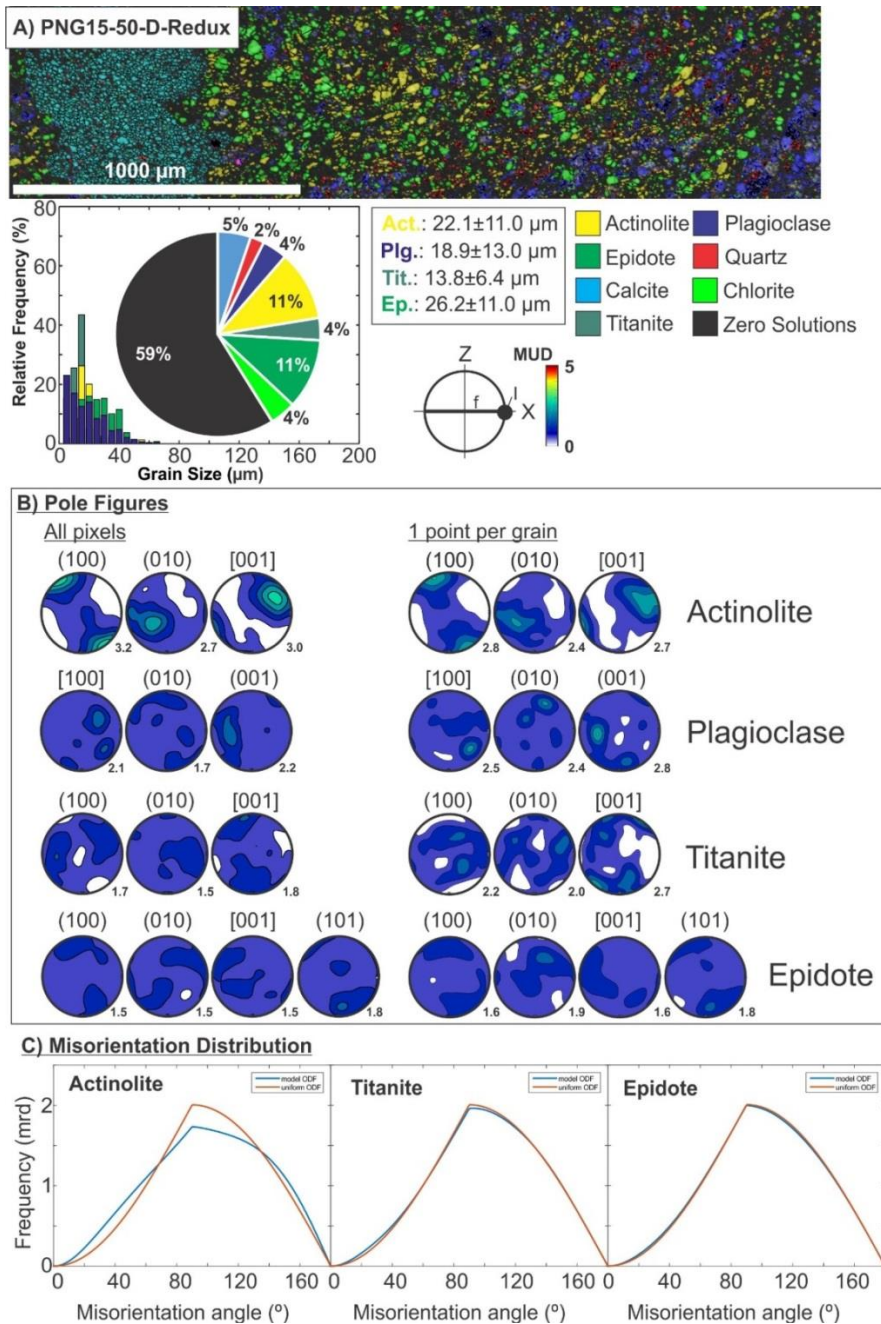 A) PNG15-50-D-Redux
1000 µm
Relative Frequency (%)
80
60
40
20
0
0 40 80 120 160 200
Grain Size (µm)
5%
2%
4%
11%
4%
11%
4%
59%
Act.: 22.1±11.0 µm
Plg.: 18.9±13.0 µm
Tit.: 13.8±6.4 µm
Ep.: 26.2±11.0 µm
Actinolite
Plagioclase
Epidote
Quartz
Calcite
Chlorite
Titanite
Zero Solutions
Z
f
l
X
MUD
5
0
B) Pole Figures
All pixels
1 point per grain
(100) (010) [001]
3.2 2.7 3.0
(100) (010) [001]
2.8 2.4 2.7
Actinolite
[100] (010) (001)
2.1 1.7 2.2
[100] (010) (001)
2.5 2.4 2.8
Plagioclase
(100) (010) [001]
1.7 1.5 1.8
(100) (010) [001]
2.2 2.0 2.7
Titanite
(100) (010) [001] (101)
1.5 1.5 1.5 1.8
(100) (010) [001] (101)
1.6 1.9 1.6 1.8
Epidote
C) Misorientation Distribution
Frequency (mrd)
2
1
0
Actinolite
model ODF
uniform ODF
0 40 80 120 160
Misorientation angle (º)
Titanite
model ODF
uniform ODF
0 40 80 120 160
Misorientation angle (º)
Epidote
model ODF
uniform ODF
0 40 80 120 160
Misorientation angle (º)